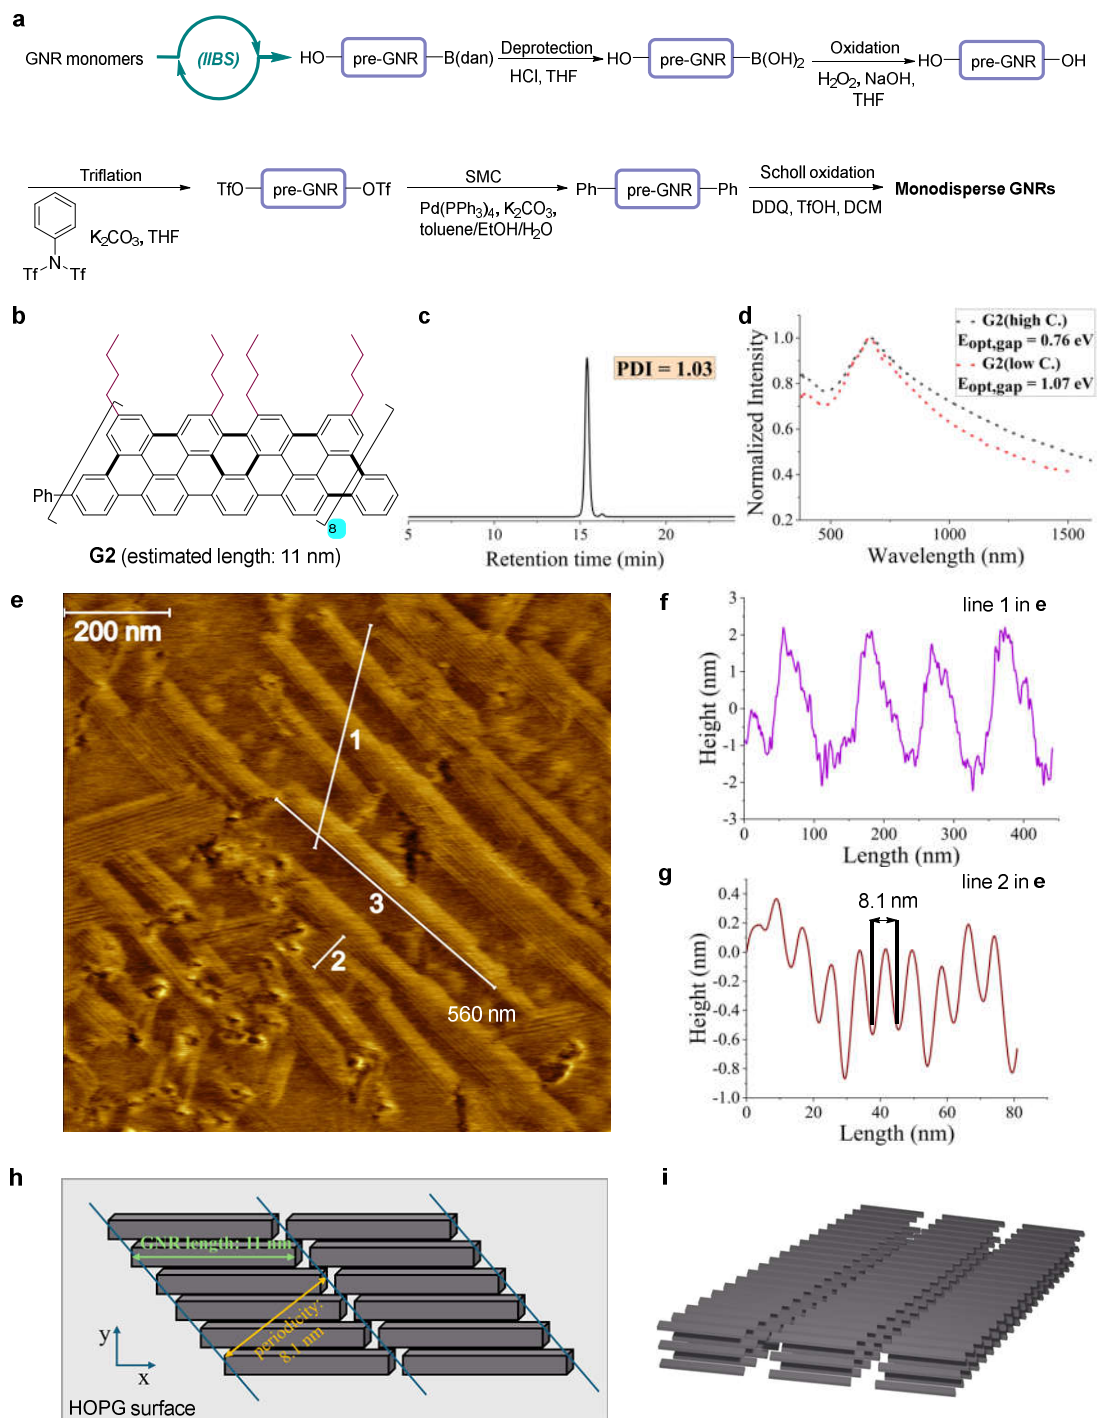 a
GNR monomers (IIBS) HO pre-GNR B(dan) Deprotection HCl, THF HO pre-GNR B(OH)2 Oxidation H2O2, NaOH, THF HO pre-GNR OH
Triflation
N Tf Tf K2CO3, THF
TfO pre-GNR OTf
SMC
Pd(PPh3)4, K2CO3,
toluene/EtOH/H2O
Ph pre-GNR Ph
Scholl oxidation
DDQ, TfOH, DCM
Monodisperse GNRs
b
Ph
8
G2 (estimated length: 11 nm)
c
PDI = 1.03
5 10 15 20
Retention time (min)
d
G2(high C.)
Eopt,gap = 0.76 eV
G2(low C.)
Eopt,gap = 1.07 eV
Normalized Intensity
1.0
0.8
0.6
0.4
0.2
500 1000 1500
Wavelength (nm)
e
200 nm
1
3
2
560 nm
f
line 1 in e
Height (nm)
3
2
1
0
-1
-2
-3
0 100 200 300 400
Length (nm)
g
line 2 in e
8.1 nm
Height (nm)
0.4
0.2
0.0
-0.2
-0.4
-0.6
-0.8
-1.0
0 20 40 60 80
Length (nm)
h
GNR length: 11 nm
periodicity:
8.1 nm
y
x
HOPG surface
i